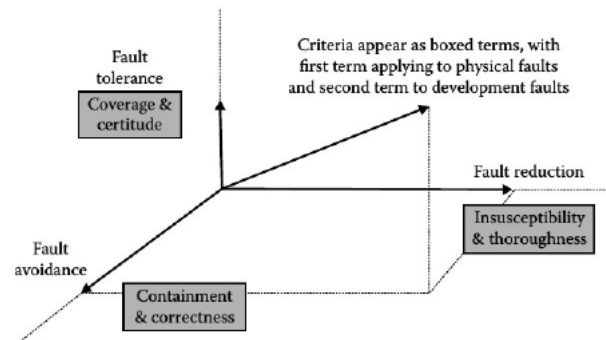 Fault
tolerance
Coverage &
certitude
Criteria appear as boxed terms, with
first term applying to physical faults
and second term to development faults
Fault reduction
Insusceptibility
& thoroughness
Fault
avoidance
Containment
& correctness